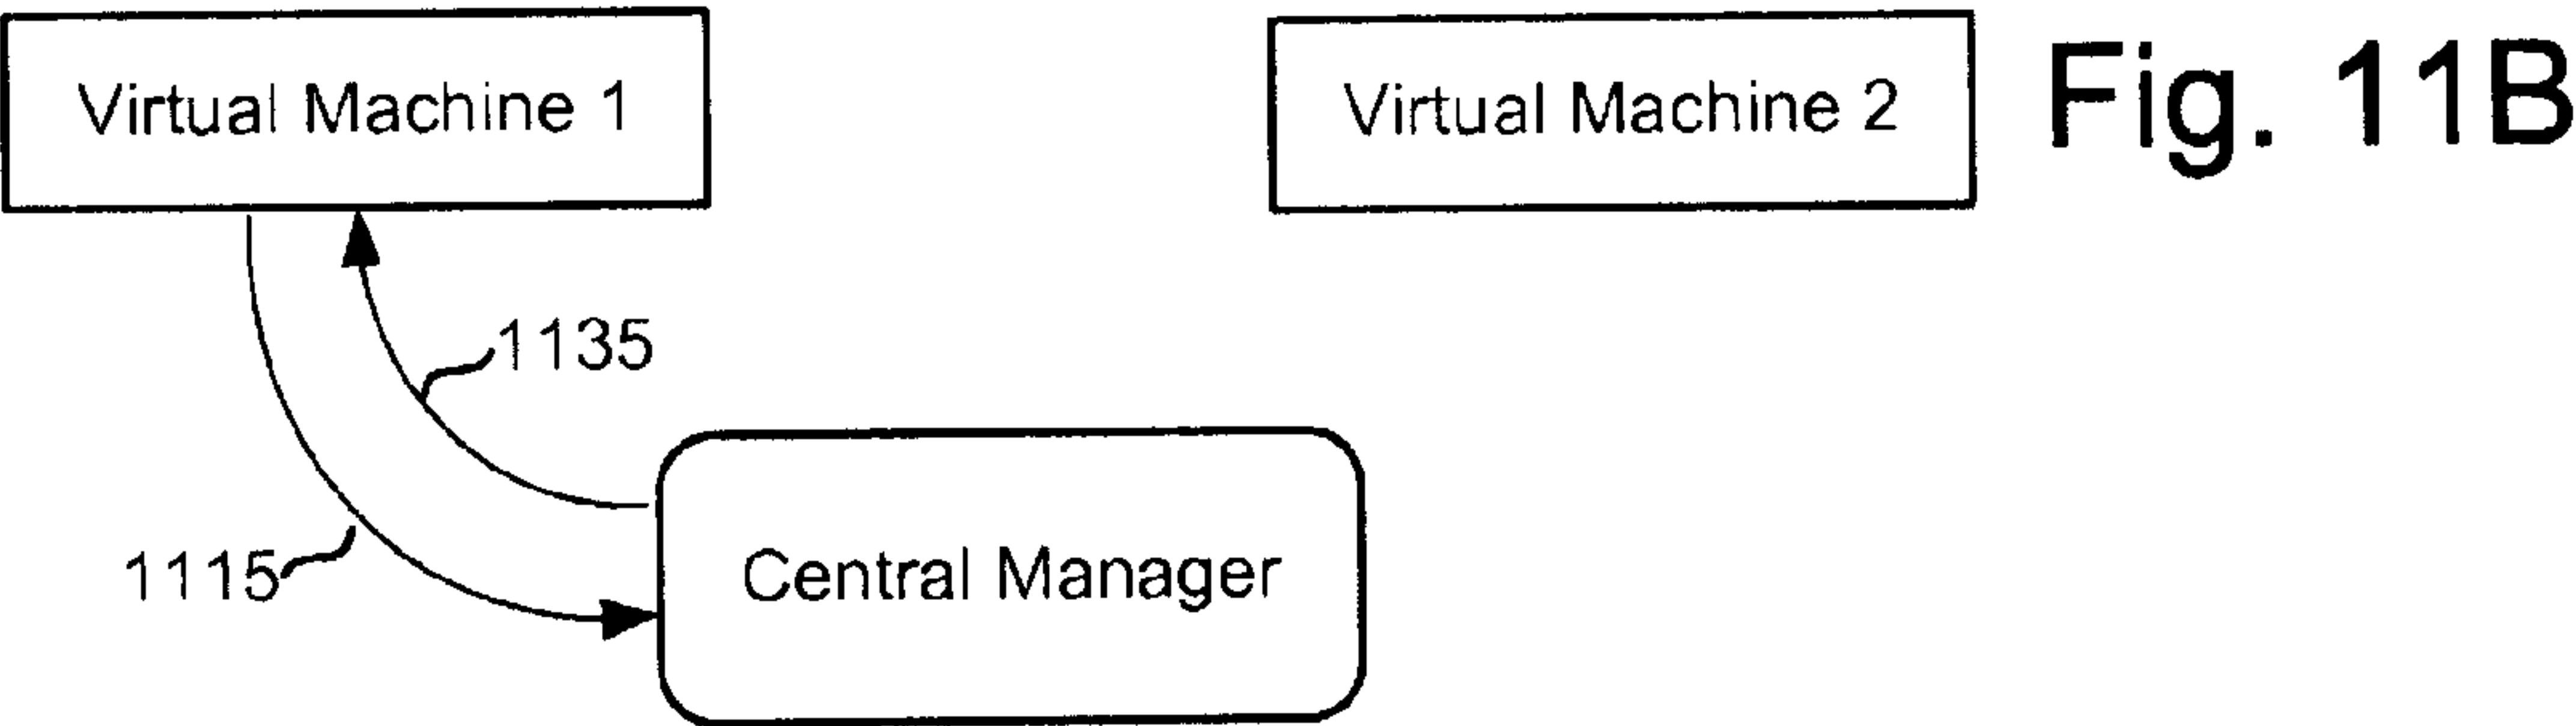 Virtual Machine 1
Virtual Machine 2
Fig. 11B
1135
1115
Central Manager